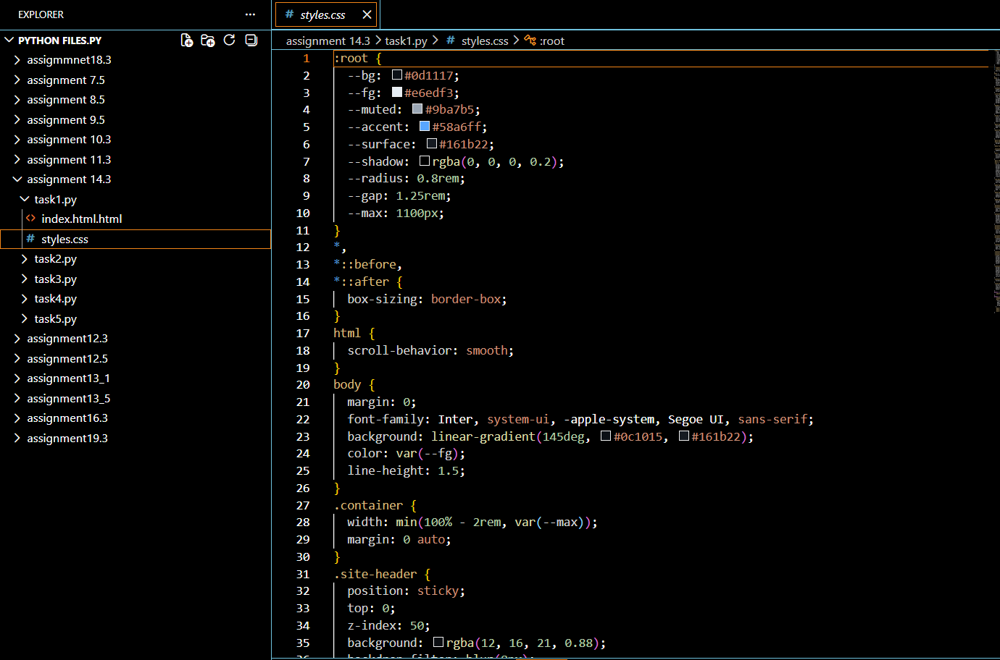 EXPLORER
PYTHON FILES.PY
assignmmnet18.3
assignment 7.5
assignment 8.5
assignment 9.5
assignment 10.3
assignment 11.3
assignment 14.3
task1.py
index.html.html
# styles.css
task2.py
task3.py
task4.py
task5.py
assignment12.3
assignment12.5
assignment13_1
assignment13_5
assignment16.3
assignment19.3
# styles.css
assignment 14.3 > task1.py > # styles.css > :root
1 :root {
2 --bg: #0d1117;
3 --fg: #e6edf3;
4 --muted: #9ba7b5;
5 --accent: #58a6ff;
6 --surface: #161b22;
7 --shadow: rgba(0, 0, 0, 0.2);
8 --radius: 0.8rem;
9 --gap: 1.25rem;
10 --max: 1100px;
11 }
12 *,
13 *::before,
14 *::after {
15 box-sizing: border-box;
16 }
17 html {
18 scroll-behavior: smooth;
19 }
20 body {
21 margin: 0;
22 font-family: Inter, system-ui, -apple-system, Segoe UI, sans-serif;
23 background: linear-gradient(145deg, #0c1015, #161b22);
24 color: var(--fg);
25 line-height: 1.5;
26 }
27 .container {
28 width: min(100% - 2rem, var(--max));
29 margin: 0 auto;
30 }
31 .site-header {
32 position: sticky;
33 top: 0;
34 z-index: 50;
35 background: rgba(12, 16, 21, 0.88);